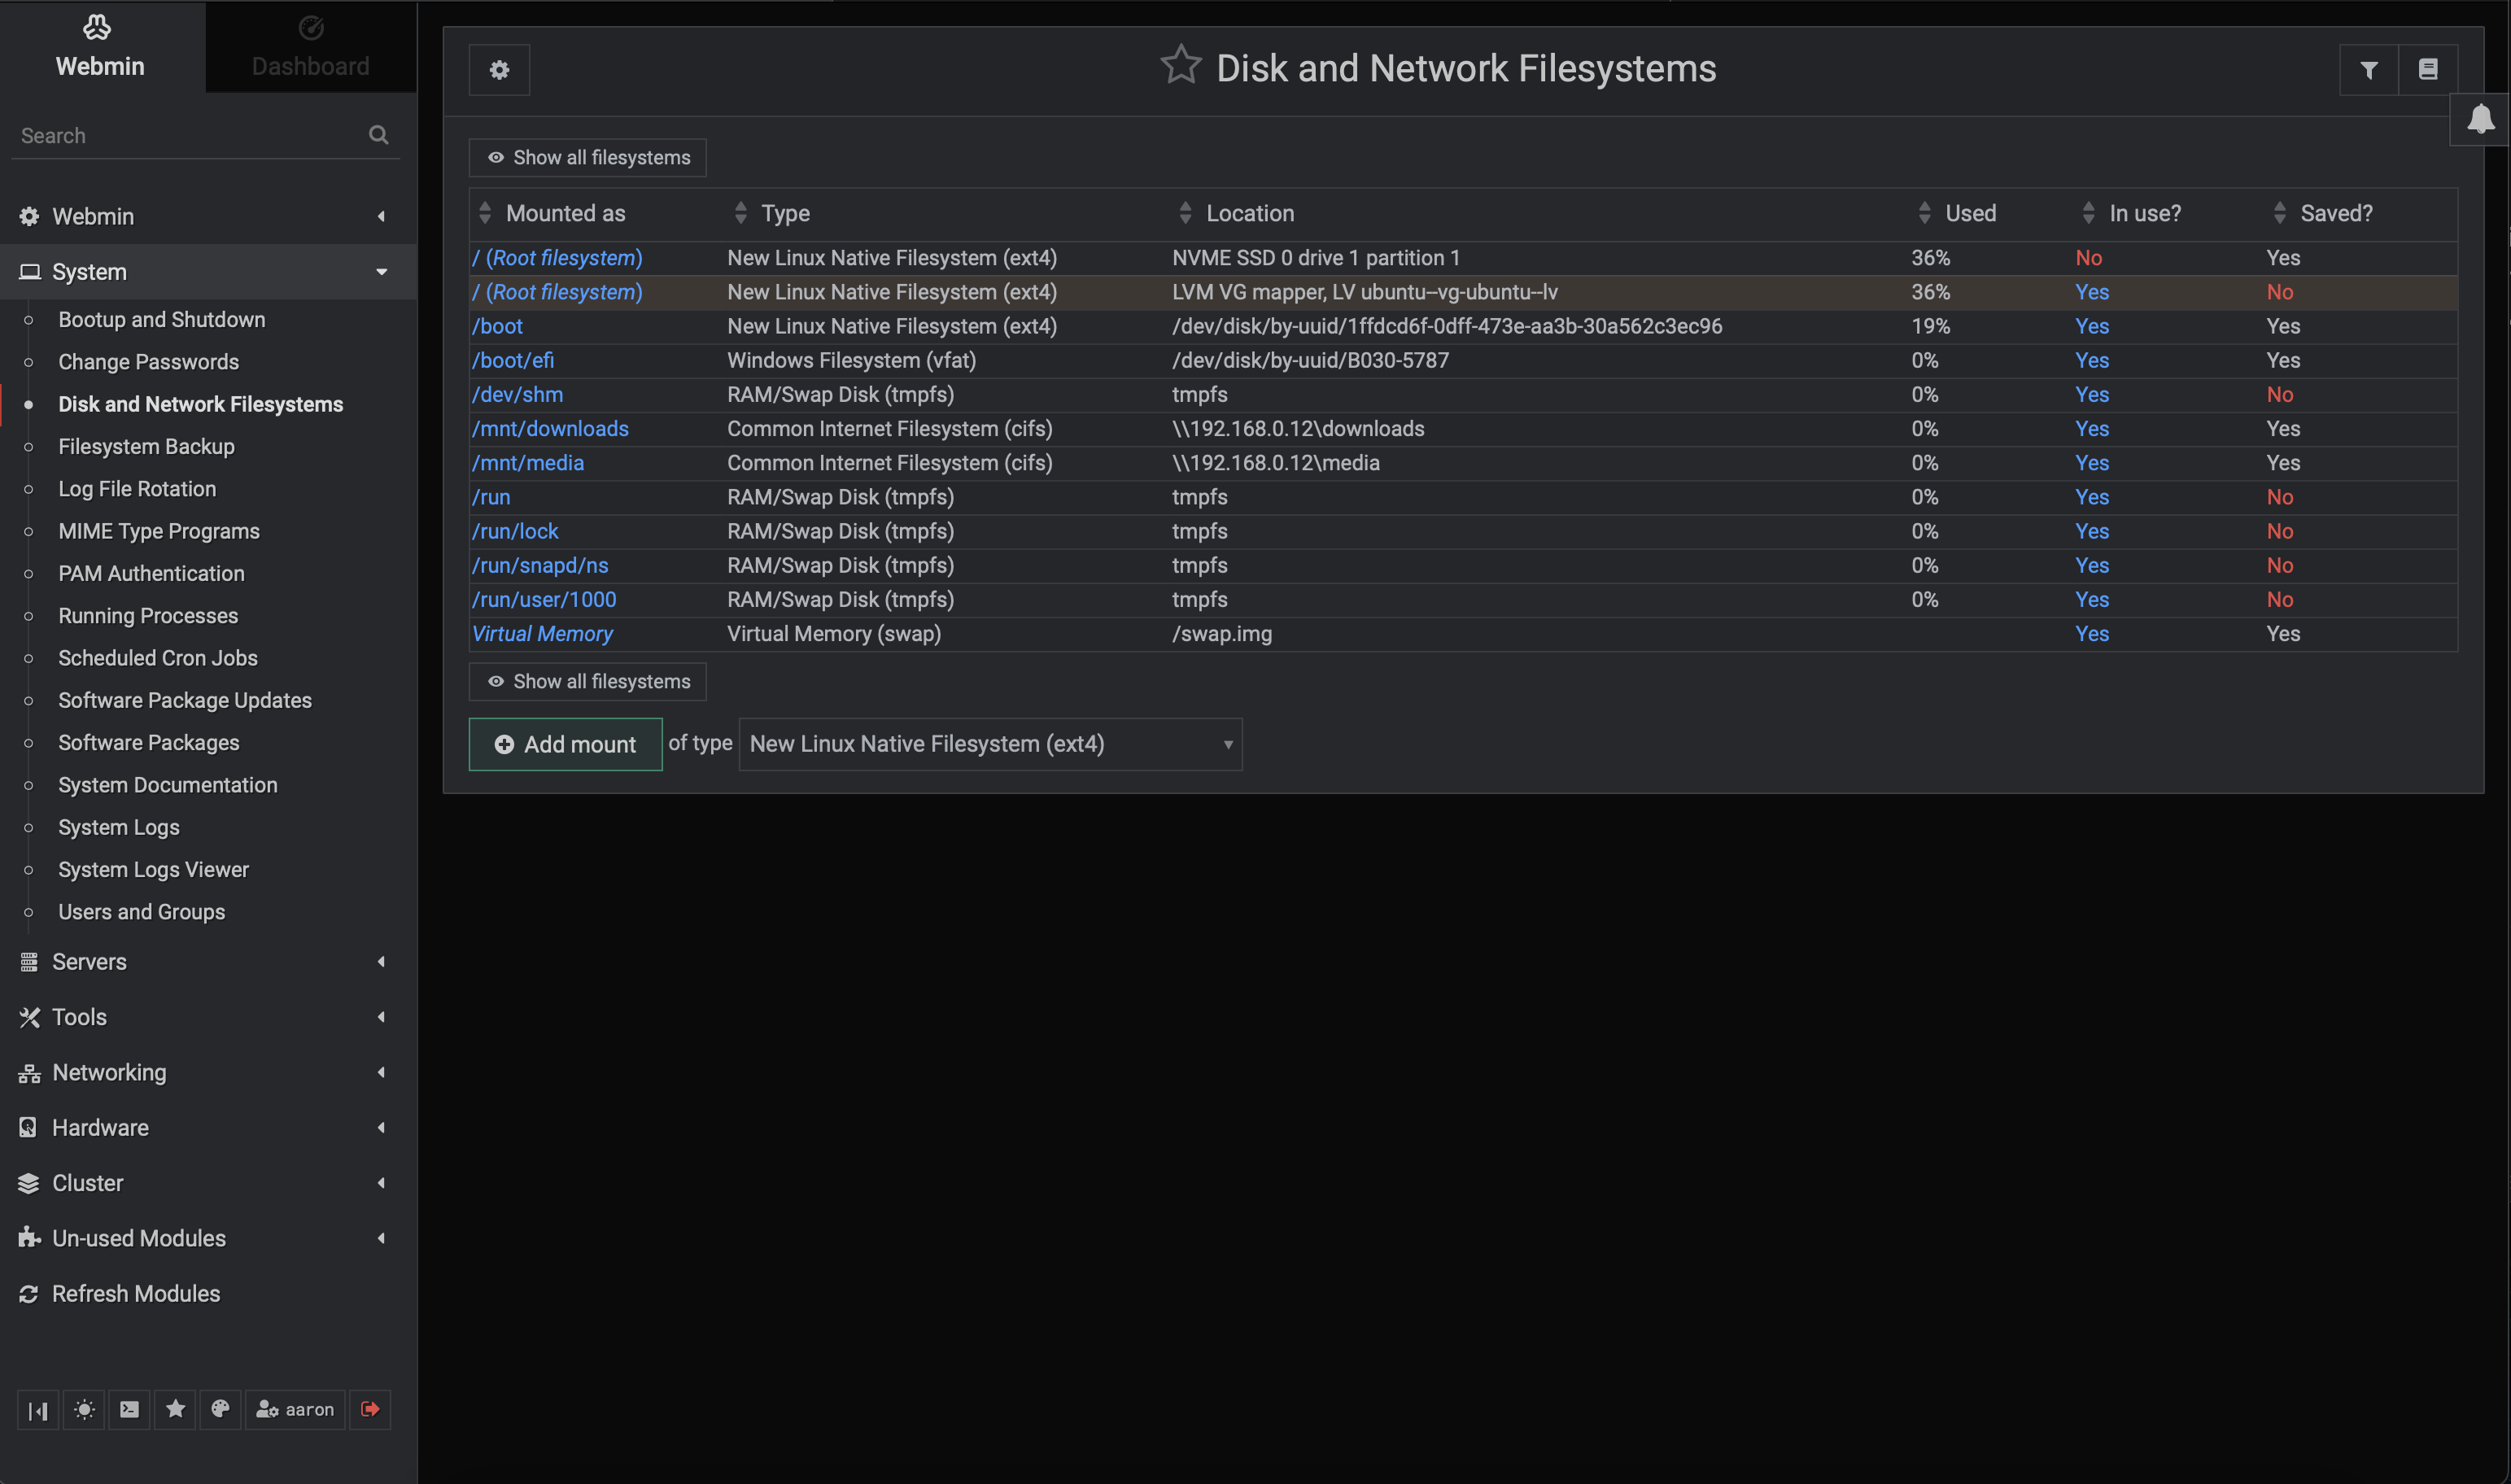 Webmin
Dashboard
Search
Webmin
System
Bootup and Shutdown
Change Passwords
Disk and Network Filesystems
Filesystem Backup
Log File Rotation
MIME Type Programs
PAM Authentication
Running Processes
Scheduled Cron Jobs
Software Package Updates
Software Packages
System Documentation
System Logs
System Logs Viewer
Users and Groups
Servers
Tools
Networking
Hardware
Cluster
Un-used Modules
Refresh Modules
aaron
Disk and Network Filesystems
Show all filesystems
Mounted as Type Location Used In use? Saved?
/ (Root filesystem) New Linux Native Filesystem (ext4) NVME SSD 0 drive 1 partition 1 36% No Yes
/ (Root filesystem) New Linux Native Filesystem (ext4) LVM VG mapper, LV ubuntu--vg-ubuntu--lv 36% Yes No
/boot New Linux Native Filesystem (ext4) /dev/disk/by-uuid/1ffdcd6f-0dff-473e-aa3b-30a562c3ec96 19% Yes Yes
/boot/efi Windows Filesystem (vfat) /dev/disk/by-uuid/B030-5787 0% Yes Yes
/dev/shm RAM/Swap Disk (tmpfs) tmpfs 0% Yes No
/mnt/downloads Common Internet Filesystem (cifs) \\192.168.0.12\downloads 0% Yes Yes
/mnt/media Common Internet Filesystem (cifs) \\192.168.0.12\media 0% Yes Yes
/run RAM/Swap Disk (tmpfs) tmpfs 0% Yes No
/run/lock RAM/Swap Disk (tmpfs) tmpfs 0% Yes No
/run/snapd/ns RAM/Swap Disk (tmpfs) tmpfs 0% Yes No
/run/user/1000 RAM/Swap Disk (tmpfs) tmpfs 0% Yes No
Virtual Memory Virtual Memory (swap) /swap.img Yes Yes
Show all filesystems
Add mount of type New Linux Native Filesystem (ext4)